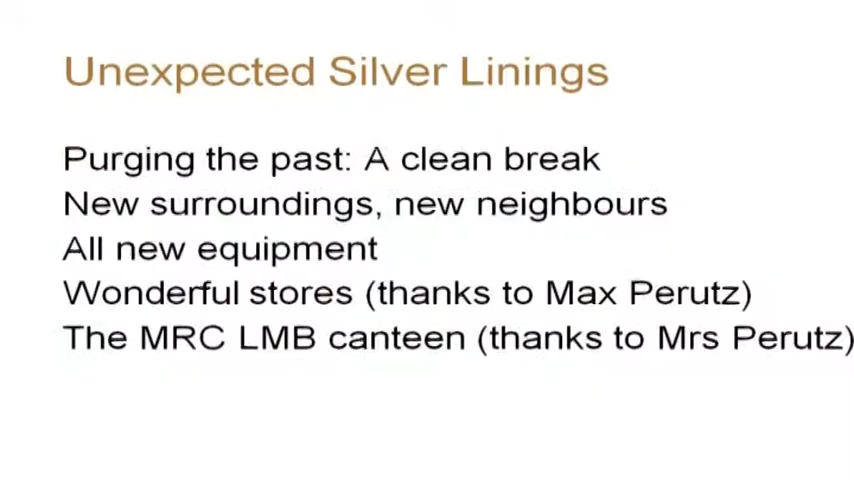 Unexpected Silver Linings
Purging the past: A clean break
New surroundings, new neighbours
All new equipment
Wonderful stores (thanks to Max Perutz)
The MRC LMB canteen (thanks to Mrs Perutz)